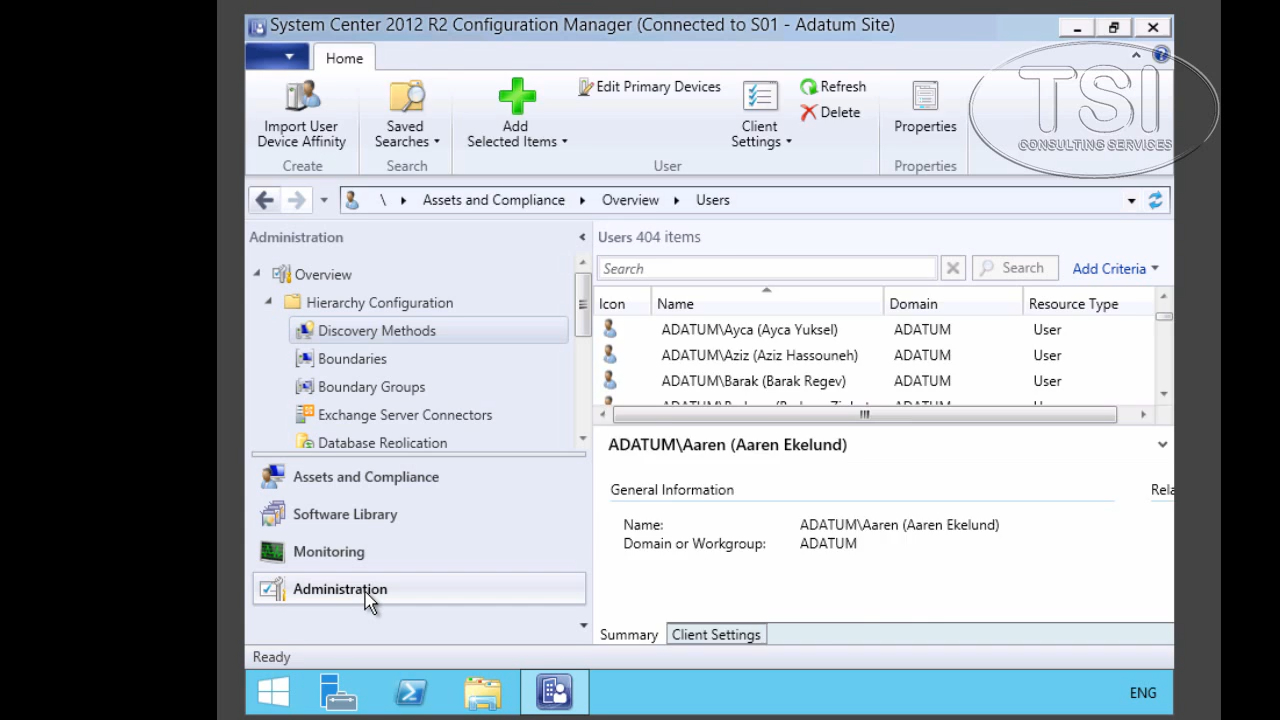 System Center 2012 R2 Configuration Manager (Connected to S01 - Adatum Site)
Home
Import User
Device Affinity
Create
Saved
Searches
Search
Add
Selected Items
Edit Primary Devices
Client
Settings
User
Refresh
Delete
Properties
Properties
TSI
CONSULTING SERVICES
\ Assets and Compliance Overview Users
Administration
Overview
Hierarchy Configuration
Discovery Methods
Boundaries
Boundary Groups
Exchange Server Connectors
Database Replication
Assets and Compliance
Software Library
Monitoring
Administration
Users 404 items
Search Search Add Criteria
Icon Name Domain Resource Type
ADATUM\Ayca (Ayca Yuksel) ADATUM User
ADATUM\Aziz (Aziz Hassouneh) ADATUM User
ADATUM\Barak (Barak Regev) ADATUM User
ADATUM\Aaren (Aaren Ekelund)
General Information Rela
Name: ADATUM\Aaren (Aaren Ekelund)
Domain or Workgroup: ADATUM
Summary Client Settings
Ready
ENG